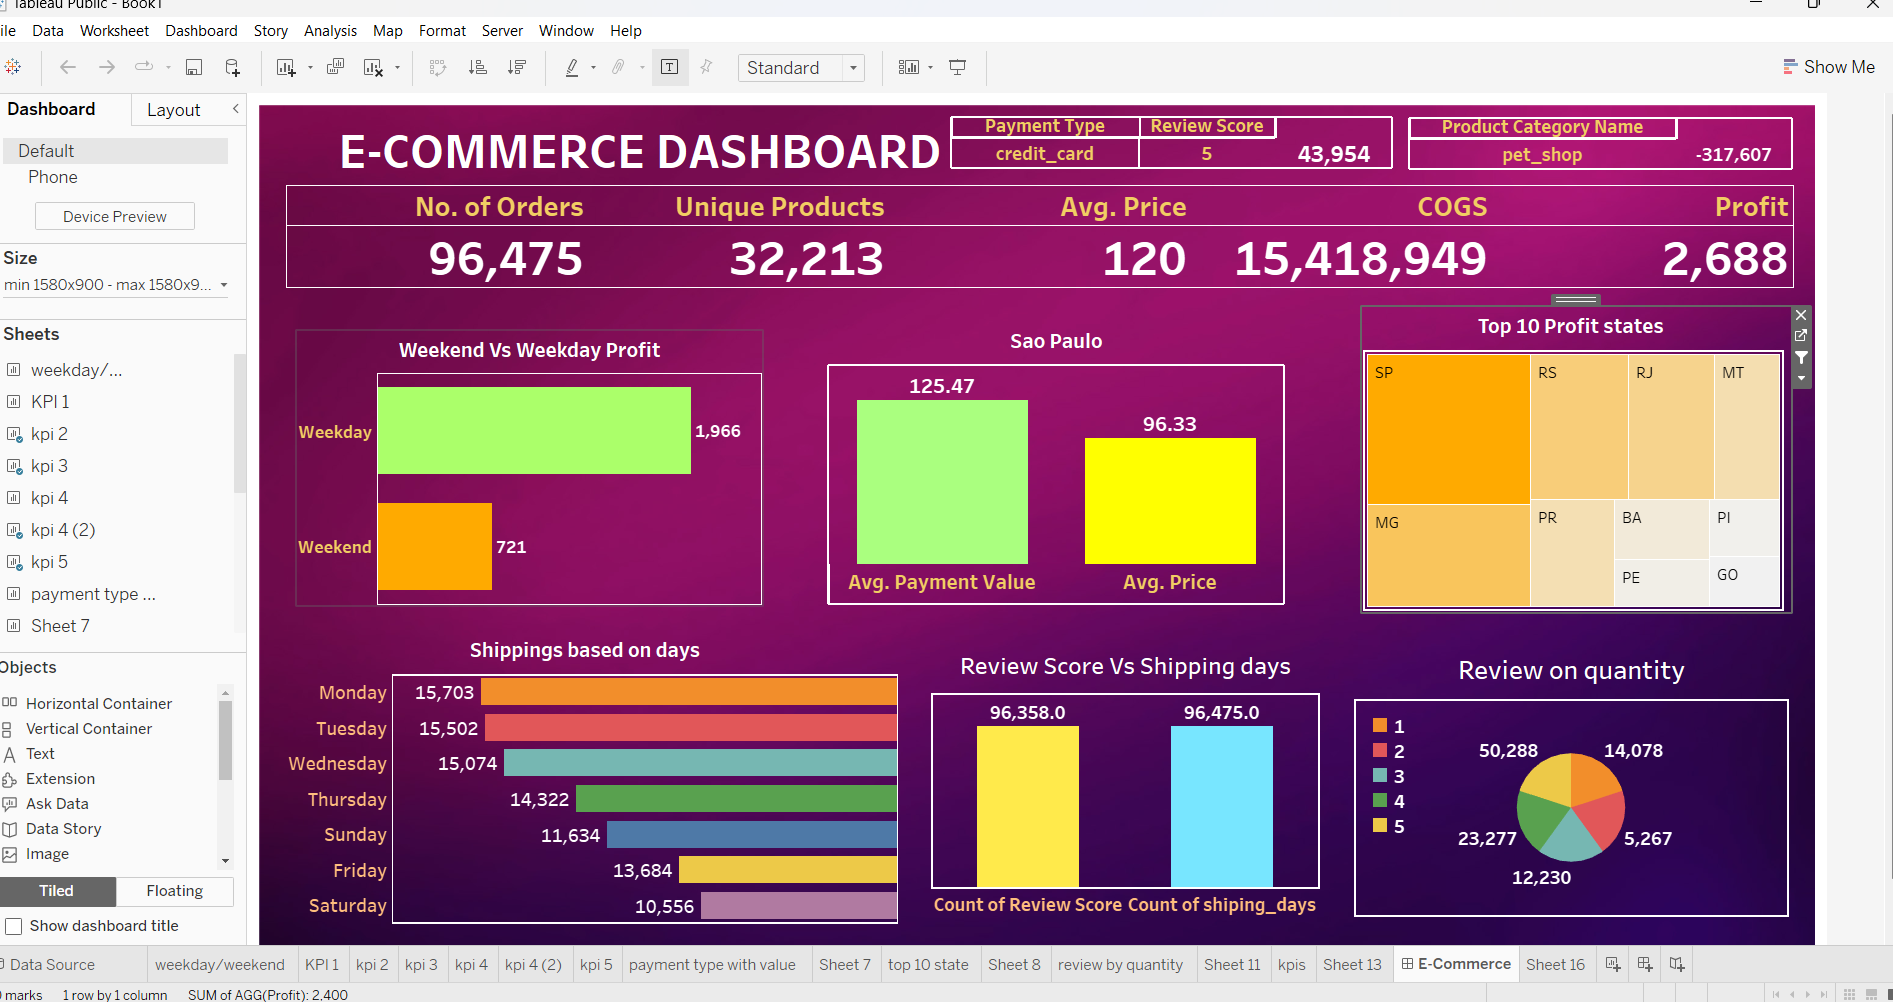 Tableau Public - Book1
ile Data Worksheet Dashboard Story Analysis Map Format Server Window Help
Standard
Show Me
Dashboard Layout
Default
Phone
Device Preview
Size
min 1580x900 - max 1580x9...
Sheets
weekday/...
KPI 1
kpi 2
kpi 3
kpi 4
kpi 4 (2)
kpi 5
payment type ...
Sheet 7
Objects
Horizontal Container
Vertical Container
Text
Extension
Ask Data
Data Story
Image
Tiled Floating
Show dashboard title
E-COMMERCE DASHBOARD
Payment Type Review Score
credit_card 5 43,954
Product Category Name
pet_shop -317,607
No. of Orders Unique Products Avg. Price COGS Profit
96,475 32,213 120 15,418,949 2,688
Weekend Vs Weekday Profit
Weekday 1,966
Weekend 721
Sao Paulo
125.47 96.33
Avg. Payment Value Avg. Price
Top 10 Profit states
SP RS RJ MT
MG PR BA PI
PE GO
Shippings based on days
Monday 15,703
Tuesday 15,502
Wednesday 15,074
Thursday 14,322
Sunday 11,634
Friday 13,684
Saturday 10,556
Review Score Vs Shipping days
96,358.0 96,475.0
Count of Review Score Count of shiping_days
Review on quantity
1
2
3
4
5
50,288 14,078
23,277 5,267
12,230
Data Source weekday/weekend KPI 1 kpi 2 kpi 3 kpi 4 kpi 4 (2) kpi 5 payment type with value Sheet 7 top 10 state Sheet 8 review by quantity Sheet 11 kpis Sheet 13 E-Commerce Sheet 16
marks 1 row by 1 column SUM of AGG(Profit): 2,400